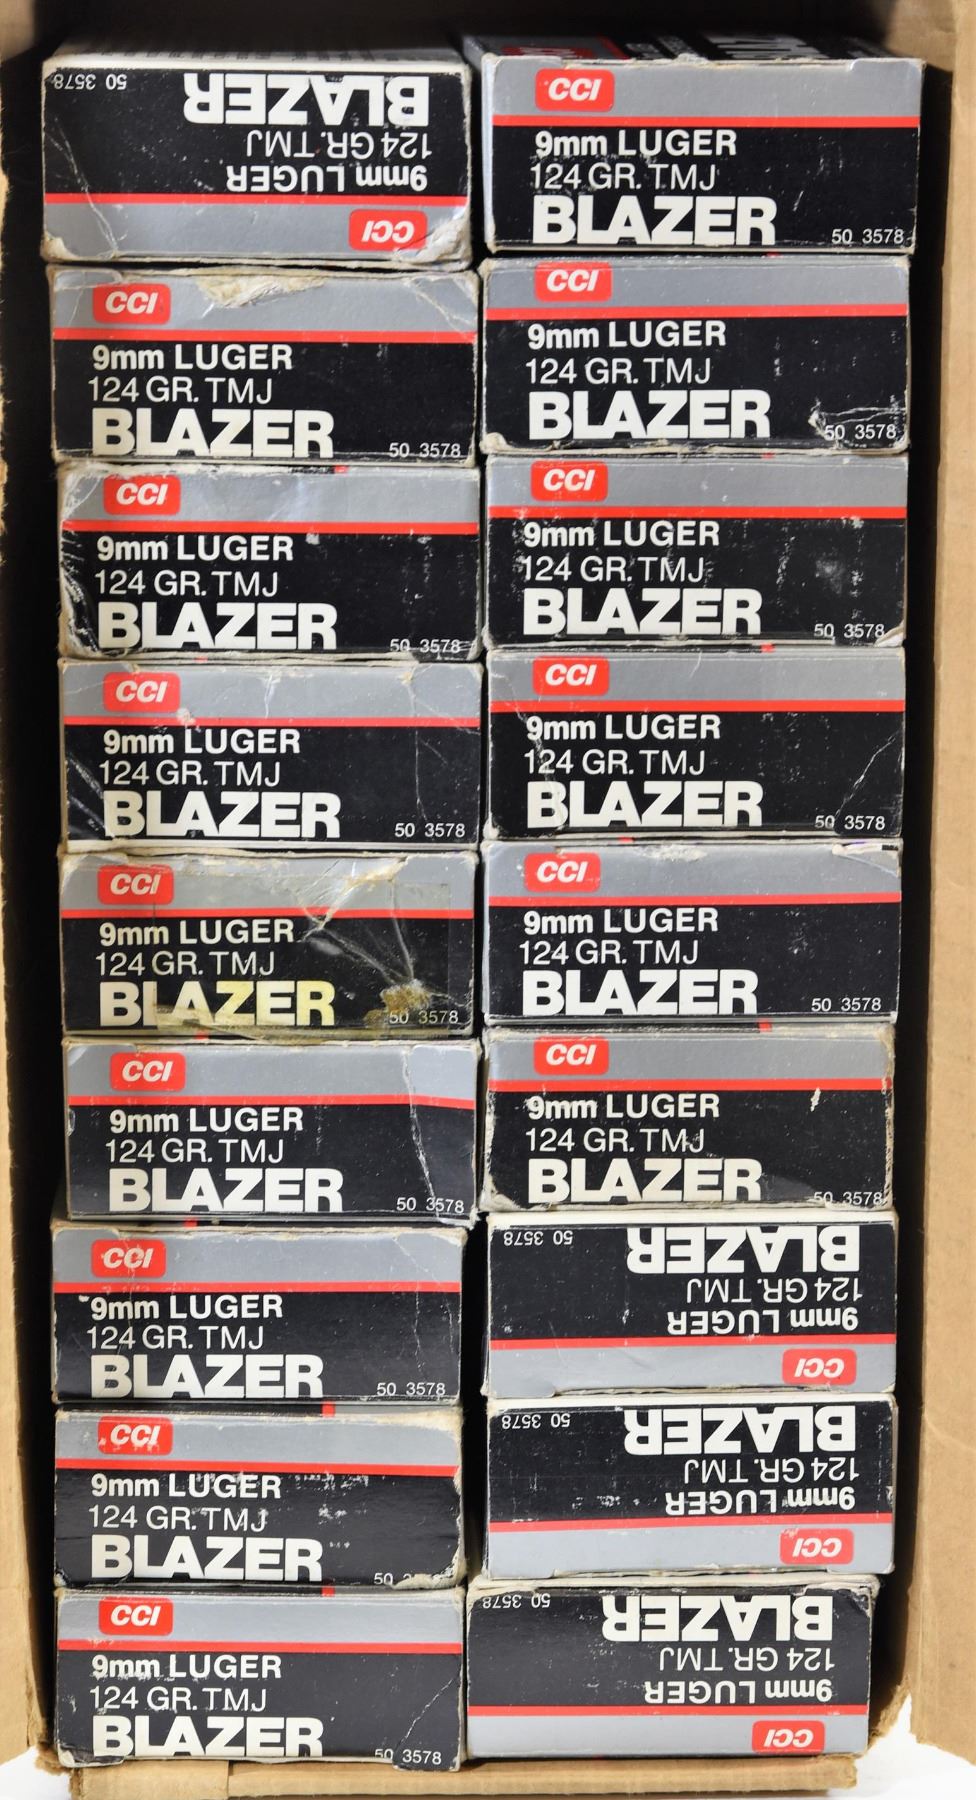 50 3578
BLAZER
124 GR. TMJ
9mm LUGER
CCI
CCI
9mm LUGER
124 GR. TMJ
BLAZER
50 3578
CCI
9mm LUGER
124 GR. TMJ
BLAZER
50 3578
CCI
9mm LUGER
124 GR. TMJ
BLAZER
50 3578
CCI
9mm LUGER
124 GR. TMJ
BLAZER
50 3578
CCI
9mm LUGER
124 GR. TMJ
BLAZER
50 3578
CCI
9mm LUGER
124 GR. TMJ
BLAZER
50 3578
CCI
9mm LUGER
124 GR. TMJ
BLAZER
50 3578
CCI
9mm LUGER
124 GR. TMJ
BLAZER
50 3578
CCI
9mm LUGER
124 GR. TMJ
BLAZER
50 3578
CCI
9mm LUGER
124 GR. TMJ
BLAZER
50 3578
CCI
9mm LUGER
124 GR. TMJ
BLAZER
50 3578
CCI
9mm LUGER
124 GR. TMJ
BLAZER
50 3578
50 3578
BLAZER
124 GR. TMJ
9mm LUGER
CCI
CCI
9mm LUGER
124 GR. TMJ
BLAZER
50
50 3578
BLAZER
124 GR. TMJ
9mm LUGER
CCI
CCI
9mm LUGER
124 GR. TMJ
BLAZER
50 3578
50 3578
BLAZER
124 GR. TMJ
9mm LUGER
CCI